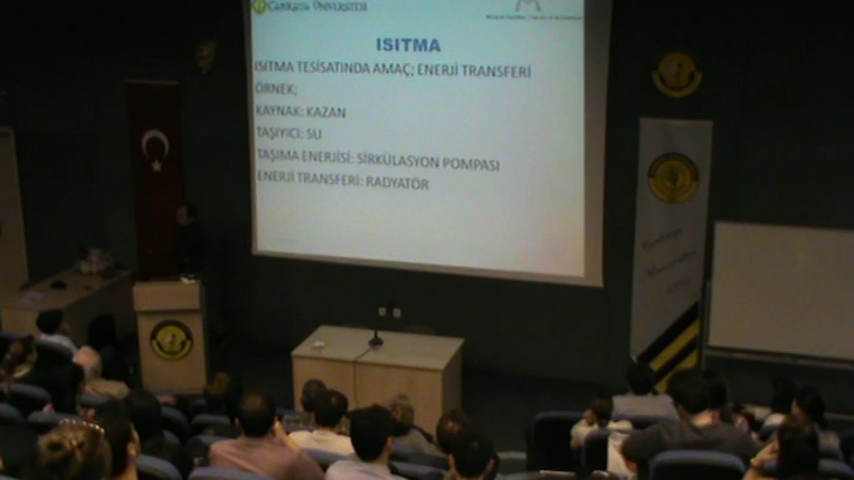 ÇANKAYA ÜNİVERSİTESİ
ISITMA
ISITMA TESİSATINDA AMAÇ; ENERJİ TRANSFERİ
ÖRNEK;
KAYNAK: KAZAN
TAŞIYICI: SU
TAŞIMA ENERJİSİ: SİRKÜLASYON POMPASI
ENERJİ TRANSFERİ: RADYATÖR